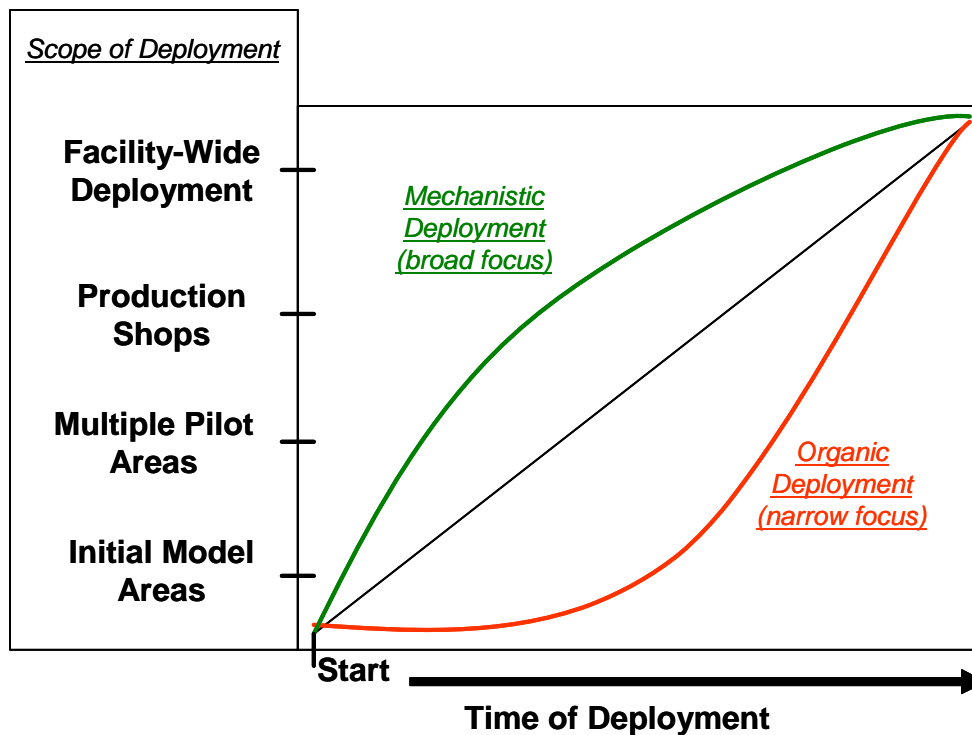 Scope of Deployment
Facility-Wide
Deployment
Production
Shops
Multiple Pilot
Areas
Initial Model
Areas
Mechanistic
Deployment
(broad focus)
Organic
Deployment
(narrow focus)
Start
Time of Deployment